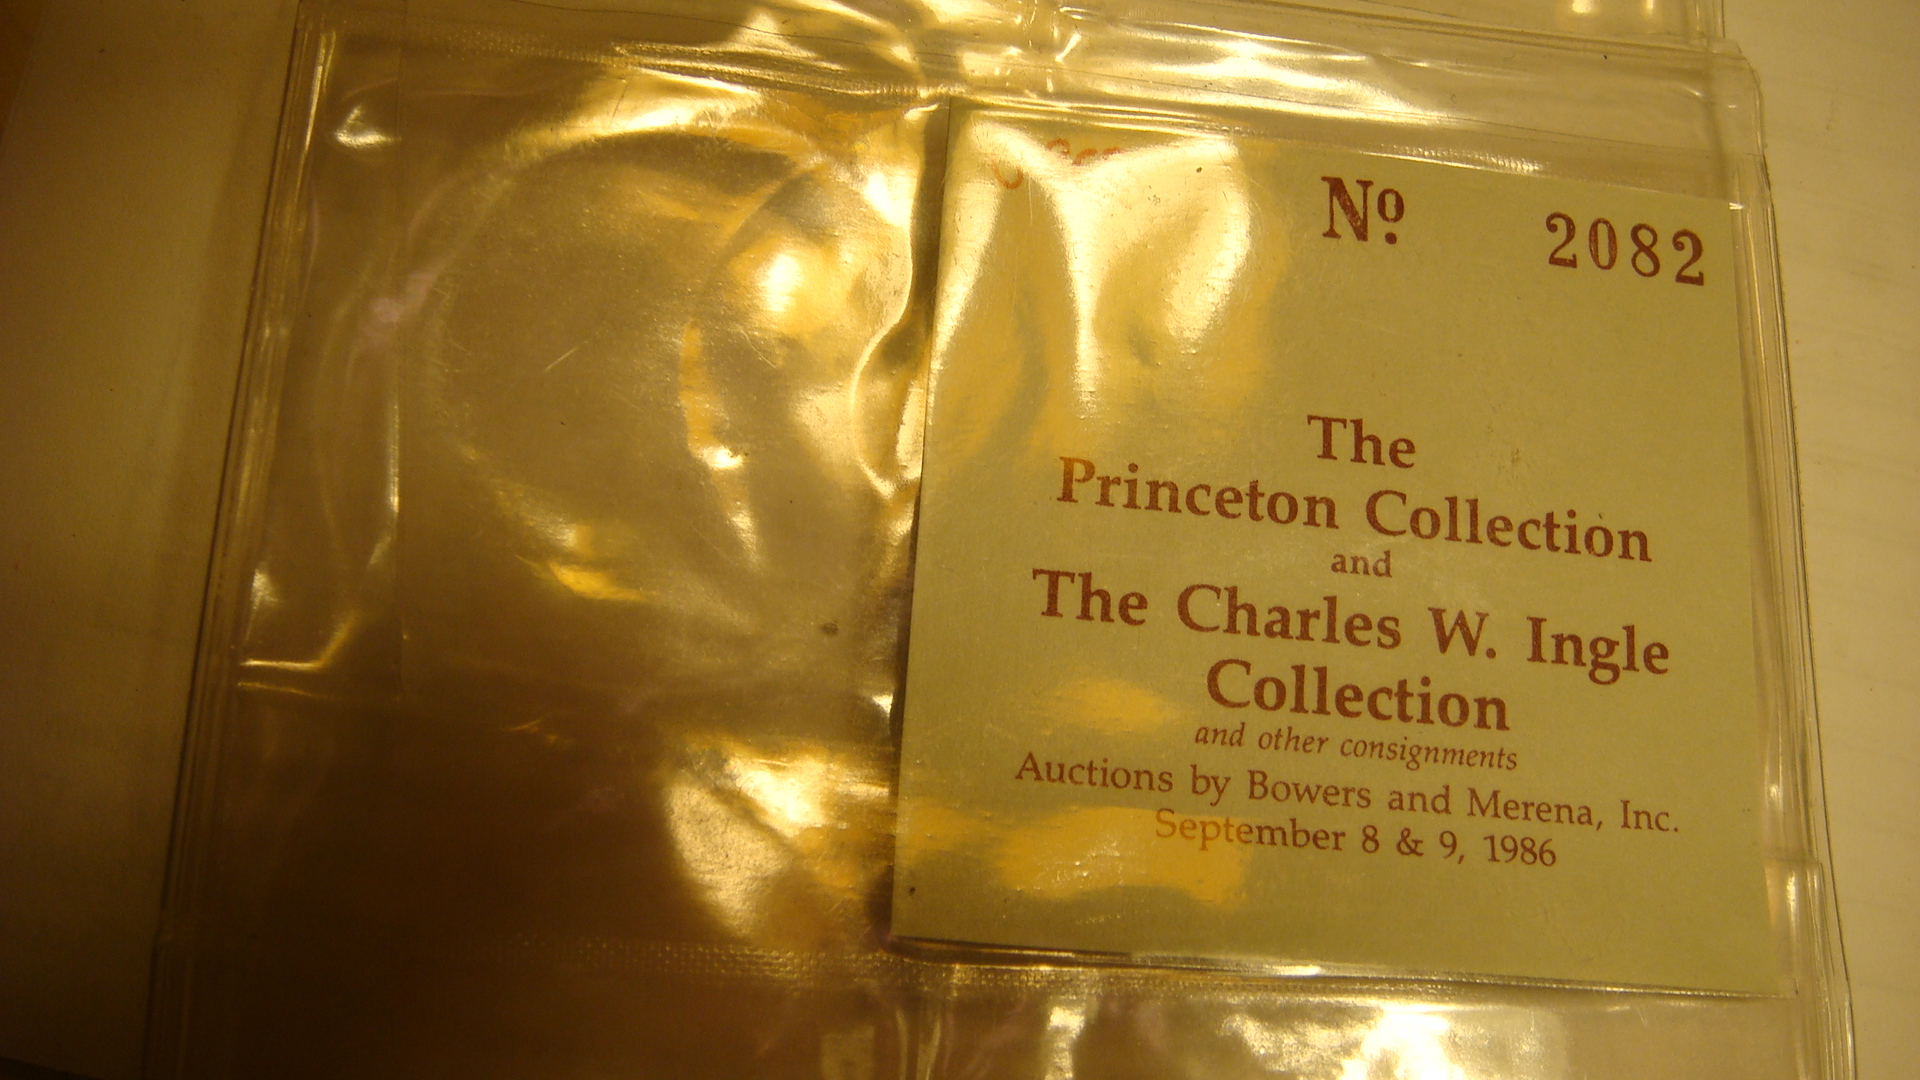 Nº. 2082
The
Princeton Collection
and
The Charles W. Ingle
Collection
and other consignments
Auctions by Bowers and Merena, Inc.
September 8 & 9, 1986